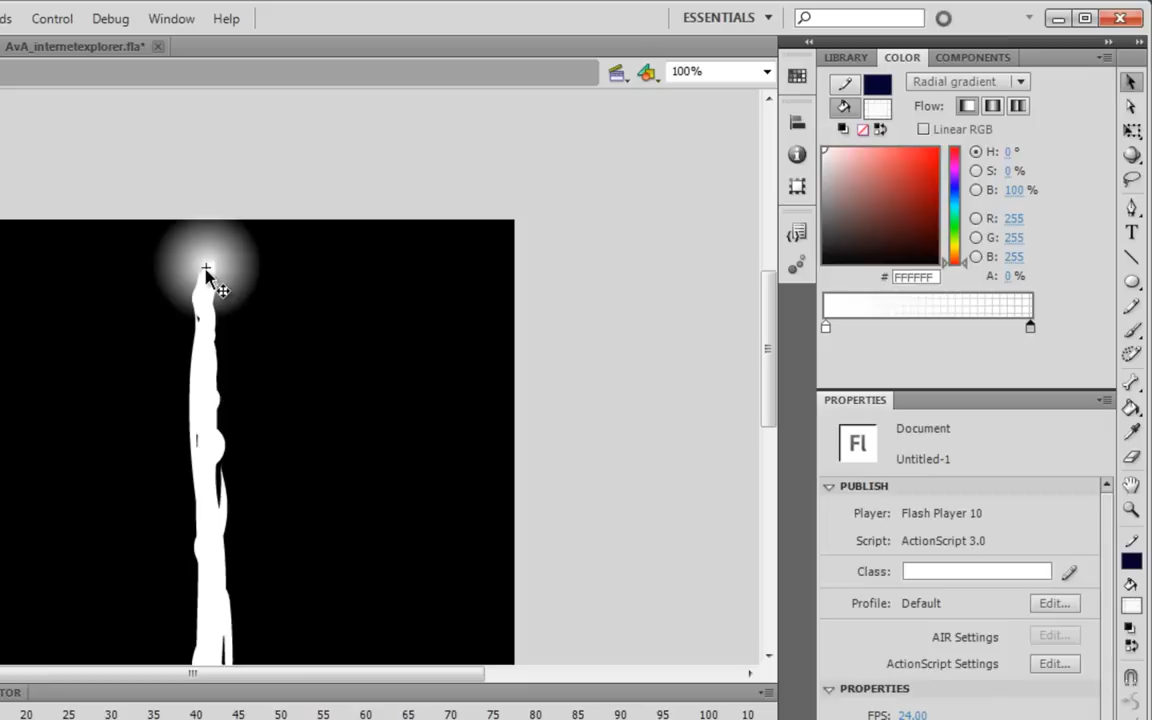 ds Control Debug Window Help
ESSENTIALS
AvA_internetexplorer.fla*
100%
LIBRARY COLOR COMPONENTS
Radial gradient
Flow:
Linear RGB
H: 0 °
S: 0 %
B: 100 %
R: 255
G: 255
B: 255
# FFFFFF
A: 0 %
PROPERTIES
Fl
Document
Untitled-1
PUBLISH
Player: Flash Player 10
Script: ActionScript 3.0
Class:
Profile: Default Edit...
AIR Settings Edit...
ActionScript Settings Edit...
PROPERTIES
FPS: 24.00
TOR
20 25 30 35 40 45 50 55 60 65 70 75 80 85 90 95 100 10